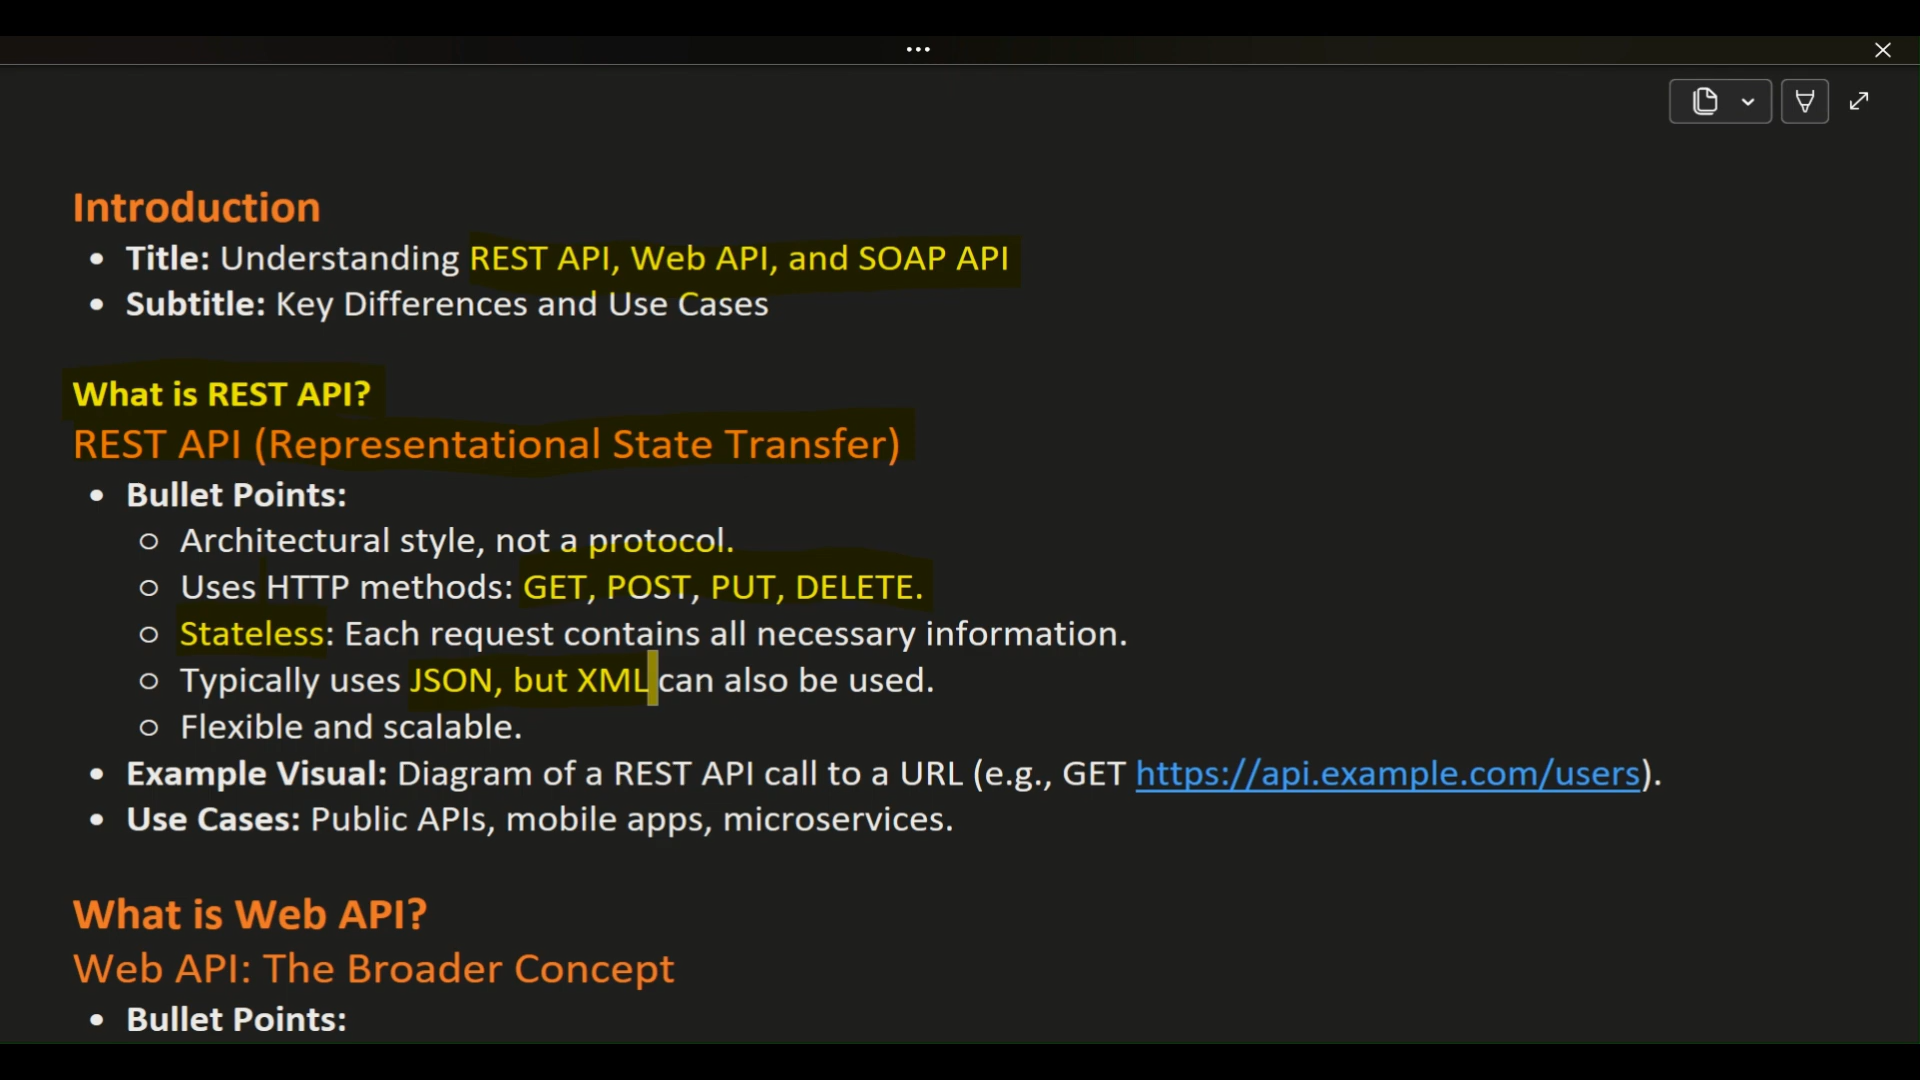 Introduction
• Title: Understanding REST API, Web API, and SOAP API
• Subtitle: Key Differences and Use Cases
What is REST API?
REST API (Representational State Transfer)
• Bullet Points:
○ Architectural style, not a protocol.
○ Uses HTTP methods: GET, POST, PUT, DELETE.
○ Stateless: Each request contains all necessary information.
○ Typically uses JSON, but XML can also be used.
○ Flexible and scalable.
• Example Visual: Diagram of a REST API call to a URL (e.g., GET https://api.example.com/users).
• Use Cases: Public APIs, mobile apps, microservices.
What is Web API?
Web API: The Broader Concept
• Bullet Points: